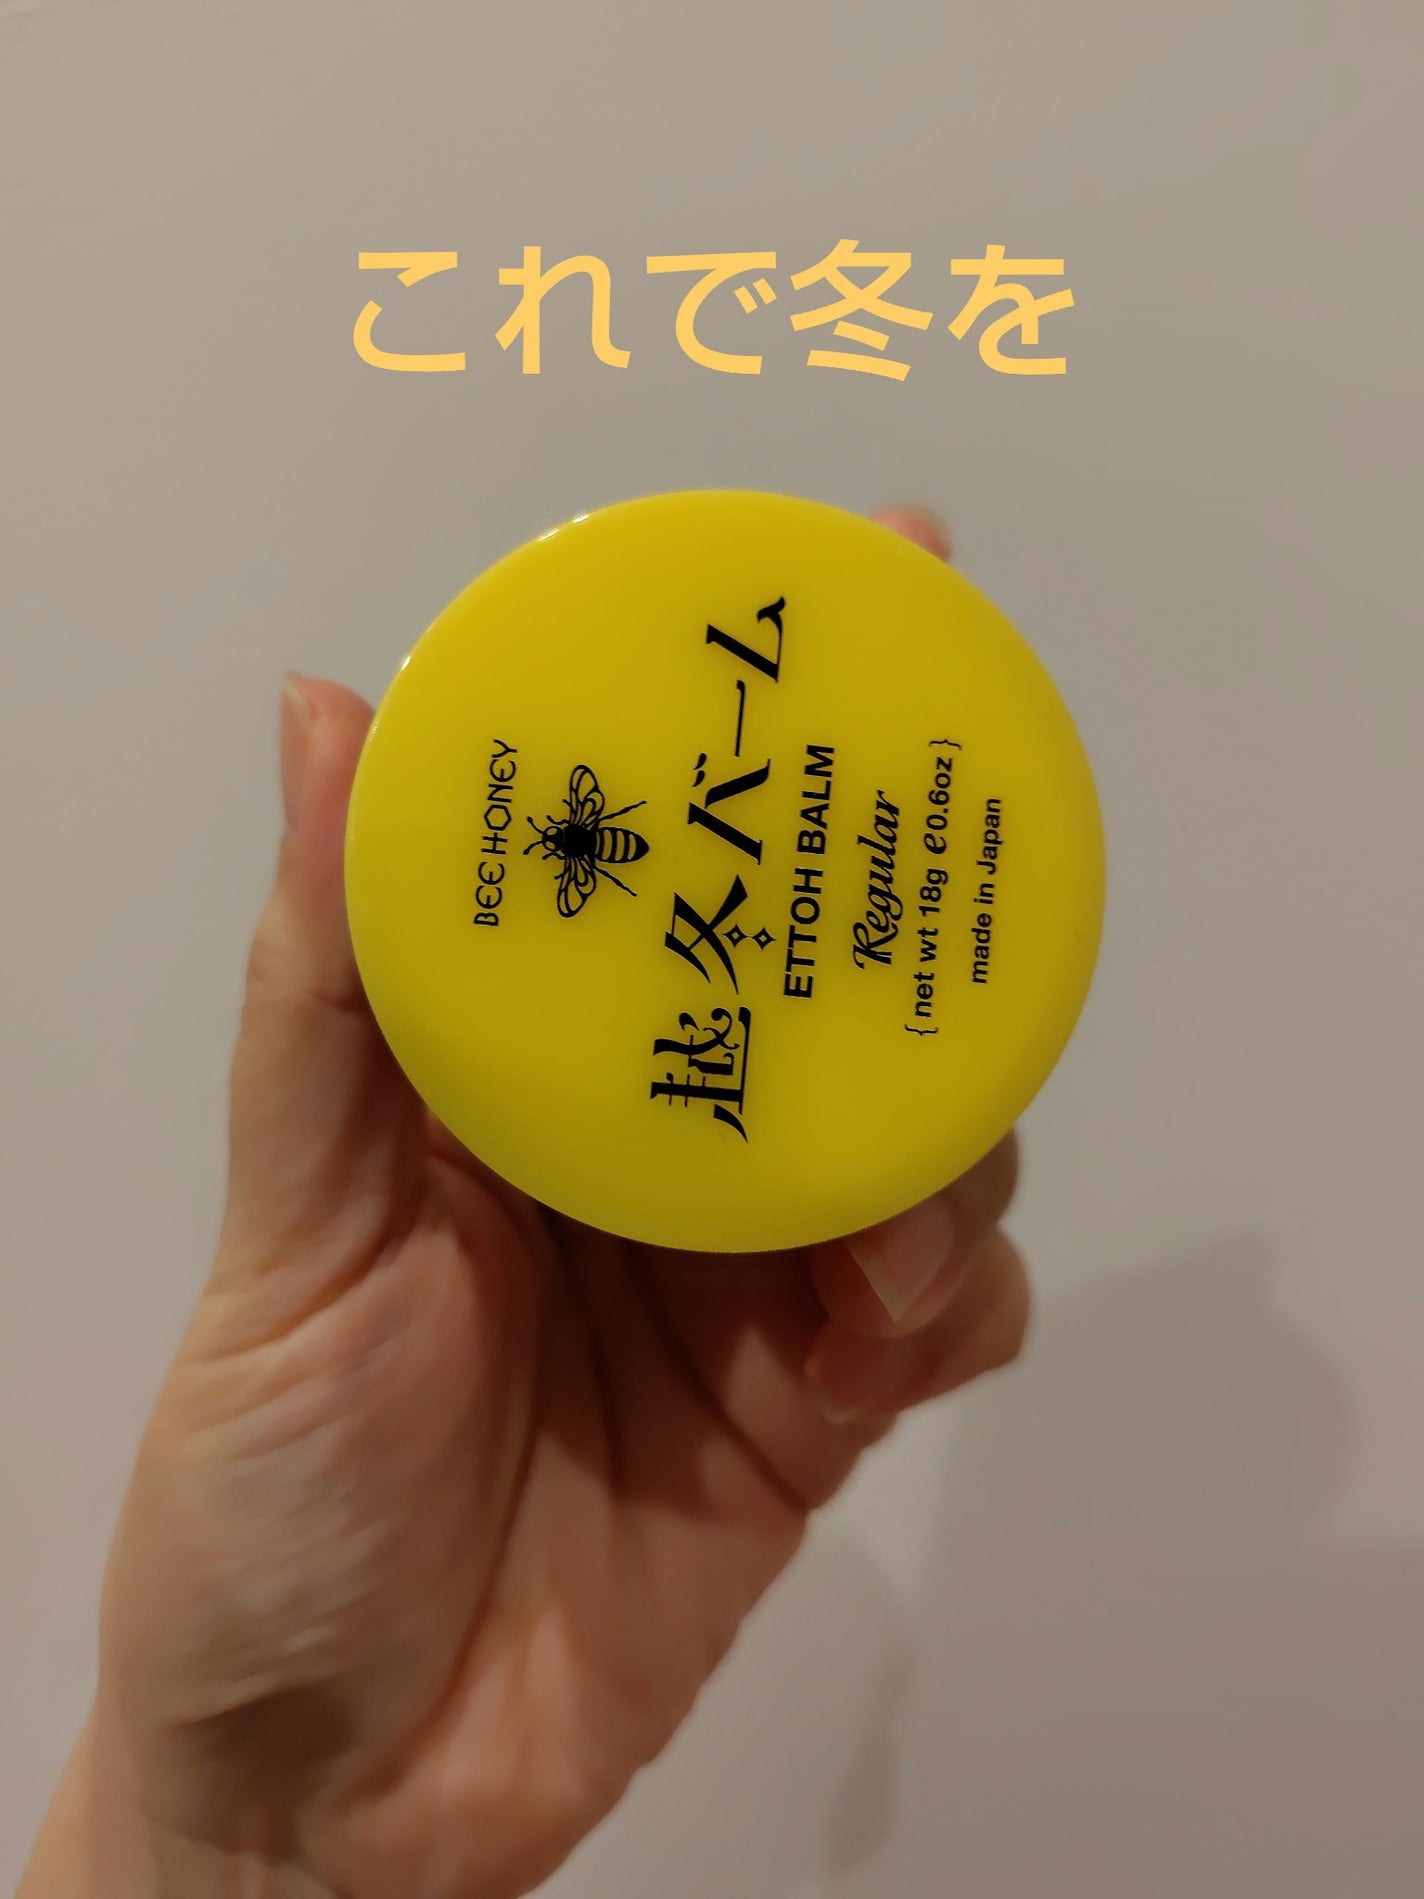 これで冬を
BEE HONEY
越冬バーム
ETTOH BALM
Regular
{ net wt 18g e0.6oz }
made in Japan